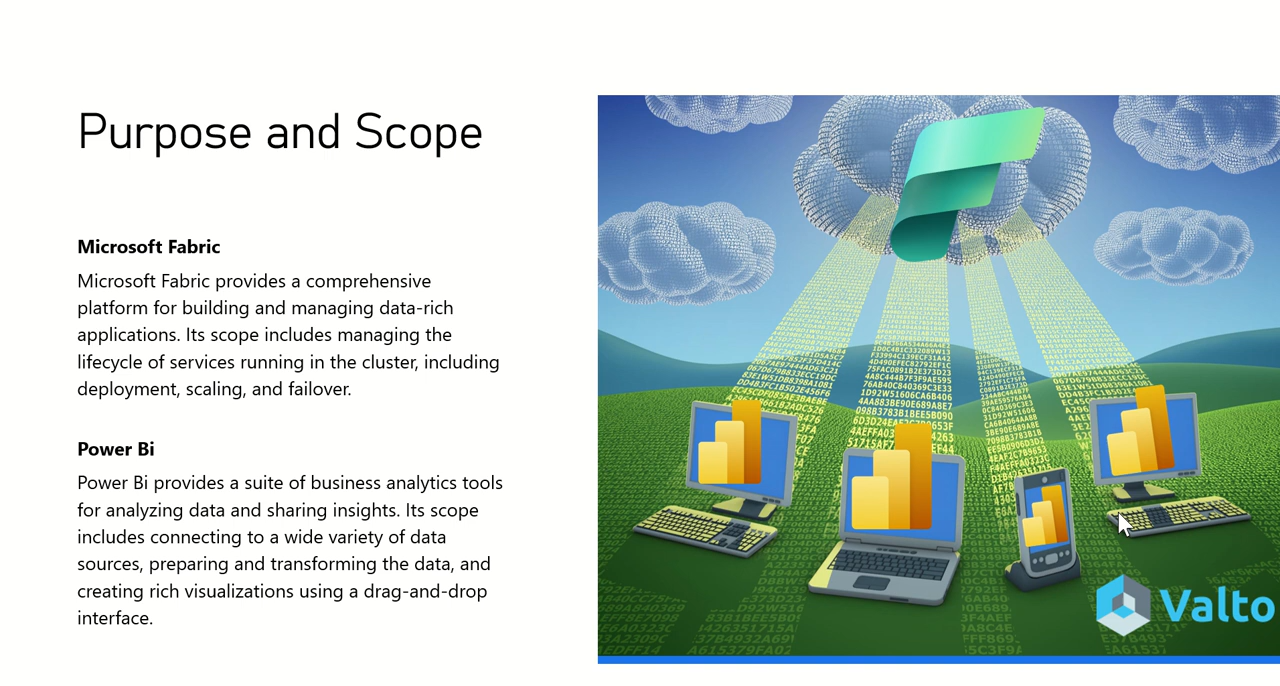 Purpose and Scope
Microsoft Fabric
Microsoft Fabric provides a comprehensive
platform for building and managing data-rich
applications. Its scope includes managing the
lifecycle of services running in the cluster, including
deployment, scaling, and failover.
Power Bi
Power Bi provides a suite of business analytics tools
for analyzing data and sharing insights. Its scope
includes connecting to a wide variety of data
sources, preparing and transforming the data, and
creating rich visualizations using a drag-and-drop
interface.
Valto